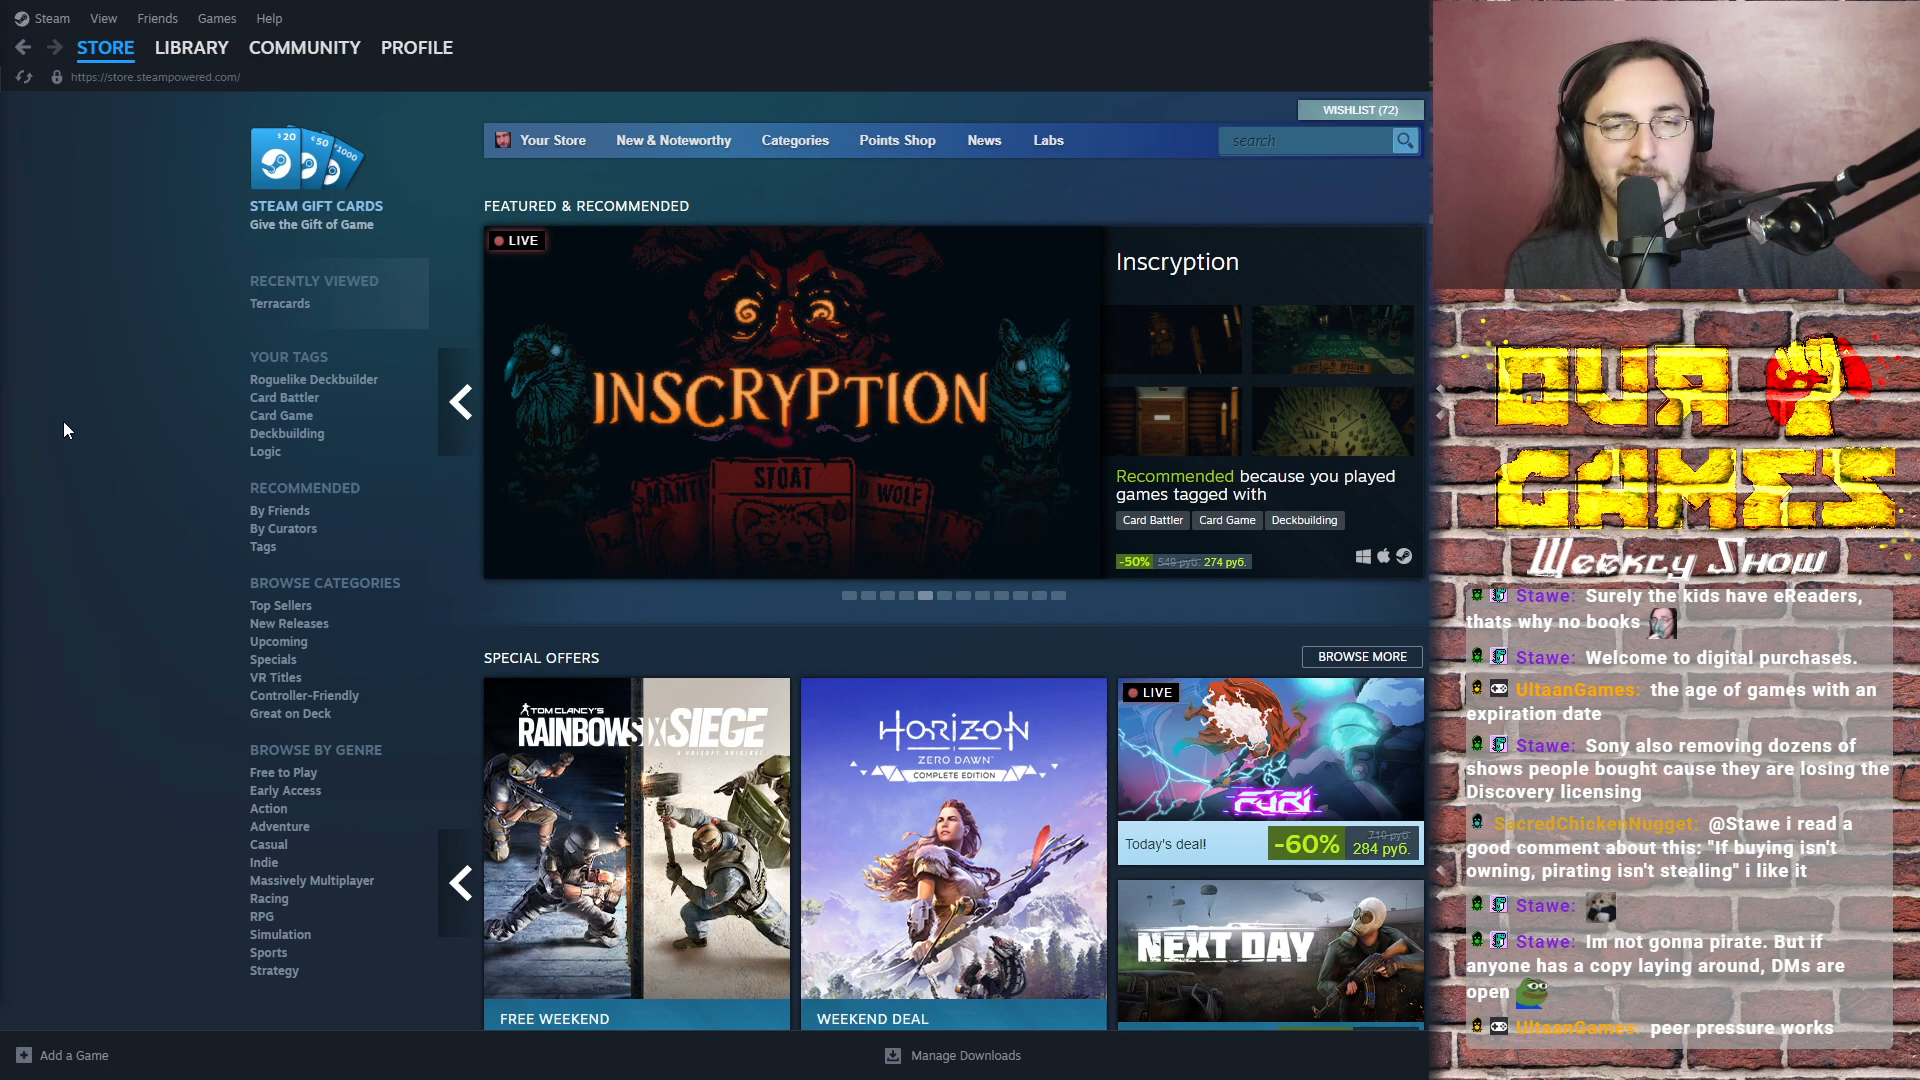 Steam
View
Friends
Games
Help
STORE
LIBRARY
COMMUNITY
PROFILE
https://store.steampowered.com/
WISHLIST (72)
$20
€50
¥1000
STEAM GIFT CARDS
Give the Gift of Game
Your Store
New & Noteworthy
Categories
Points Shop
News
Labs
search
RECENTLY VIEWED
Terracards
YOUR TAGS
Roguelike Deckbuilder
Card Battler
Card Game
Deckbuilding
Logic
RECOMMENDED
By Friends
By Curators
Tags
BROWSE CATEGORIES
Top Sellers
New Releases
Upcoming
Specials
VR Titles
Controller-Friendly
Great on Deck
BROWSE BY GENRE
Free to Play
Early Access
Action
Adventure
Casual
Indie
Massively Multiplayer
Racing
RPG
Simulation
Sports
Strategy
FEATURED & RECOMMENDED
LIVE
INSCRYPTION
MANTI
STOAT
D WOLF
Inscryption
Recommended because you played
games tagged with
Card Battler
Card Game
Deckbuilding
-50%
549 руб.
274 руб.
SPECIAL OFFERS
BROWSE MORE
TOM CLANCY'S
RAINBOW SIX SIEGE
A UBISOFT ORIGINAL
FREE WEEKEND
HORIZON
ZERO DAWN
COMPLETE EDITION
WEEKEND DEAL
LIVE
FURI
Today's deal!
-60%
710 руб.
284 руб.
NEXT DAY
Add a Game
Manage Downloads
OUR
GAMES
Weekly Show
Stawe: Surely the kids have eReaders,
thats why no books
Stawe: Welcome to digital purchases.
UltaanGames: the age of games with an
expiration date
Stawe: Sony also removing dozens of
shows people bought cause they are losing the
Discovery licensing
SacredChickenNugget: @Stawe i read a
good comment about this: "If buying isn't
owning, pirating isn't stealing" i like it
Stawe:
Stawe: Im not gonna pirate. But if
anyone has a copy laying around, DMs are
open
UltaanGames: peer pressure works